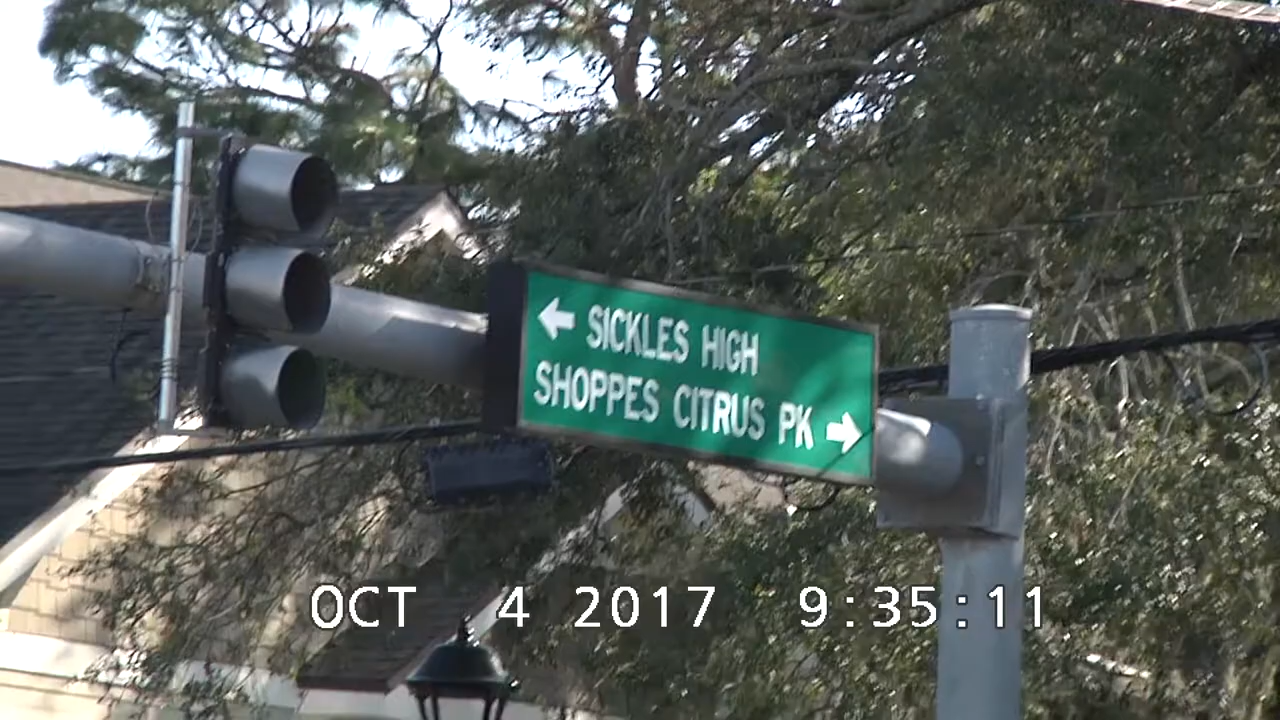 ← SICKLES HIGH
SHOPPES CITRUS PK →
OCT 4 2017 9:35:11